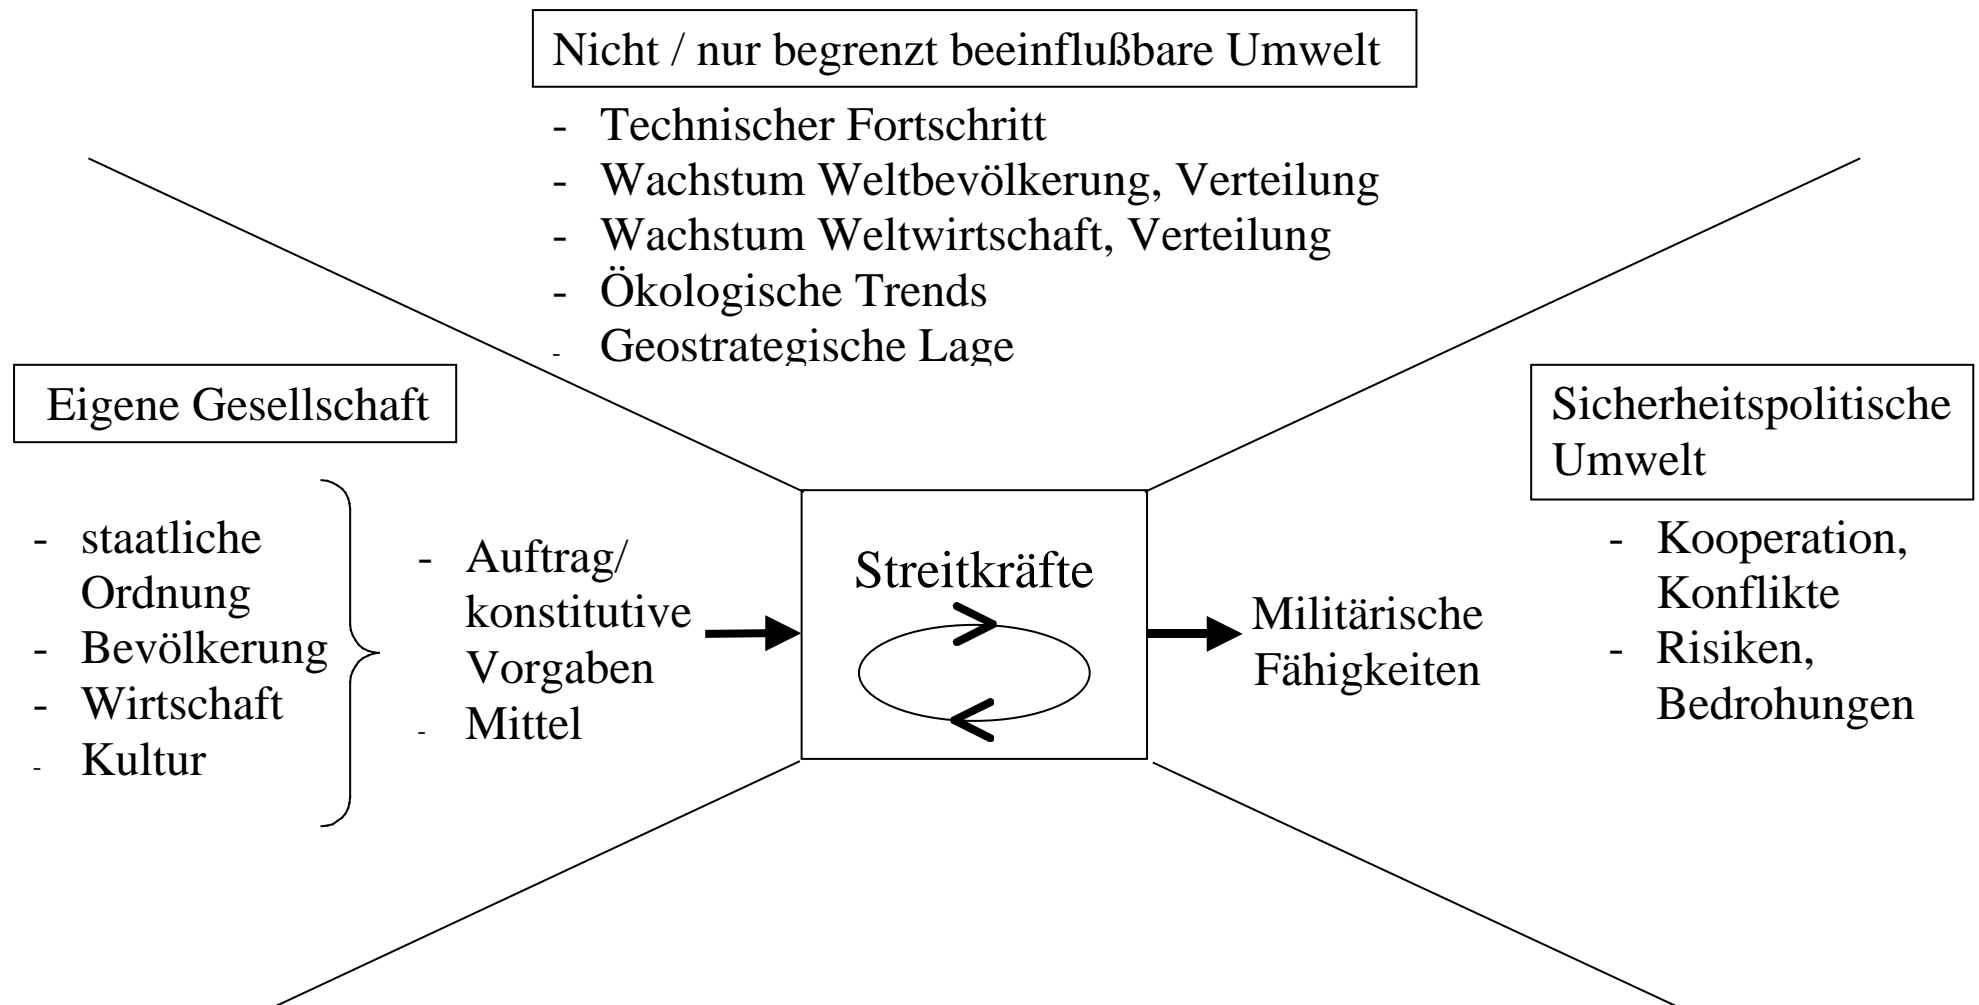 Nicht / nur begrenzt beeinflußbare Umwelt
- Technischer Fortschritt
- Wachstum Weltbevölkerung, Verteilung
- Wachstum Weltwirtschaft, Verteilung
- Ökologische Trends
- Geostrategische Lage
Eigene Gesellschaft
- staatliche
Ordnung
- Bevölkerung
- Wirtschaft
- Kultur
- Auftrag/
konstitutive
Vorgaben
- Mittel
Streitkräfte
Militärische
Fähigkeiten
Sicherheitspolitische
Umwelt
- Kooperation,
Konflikte
- Risiken,
Bedrohungen